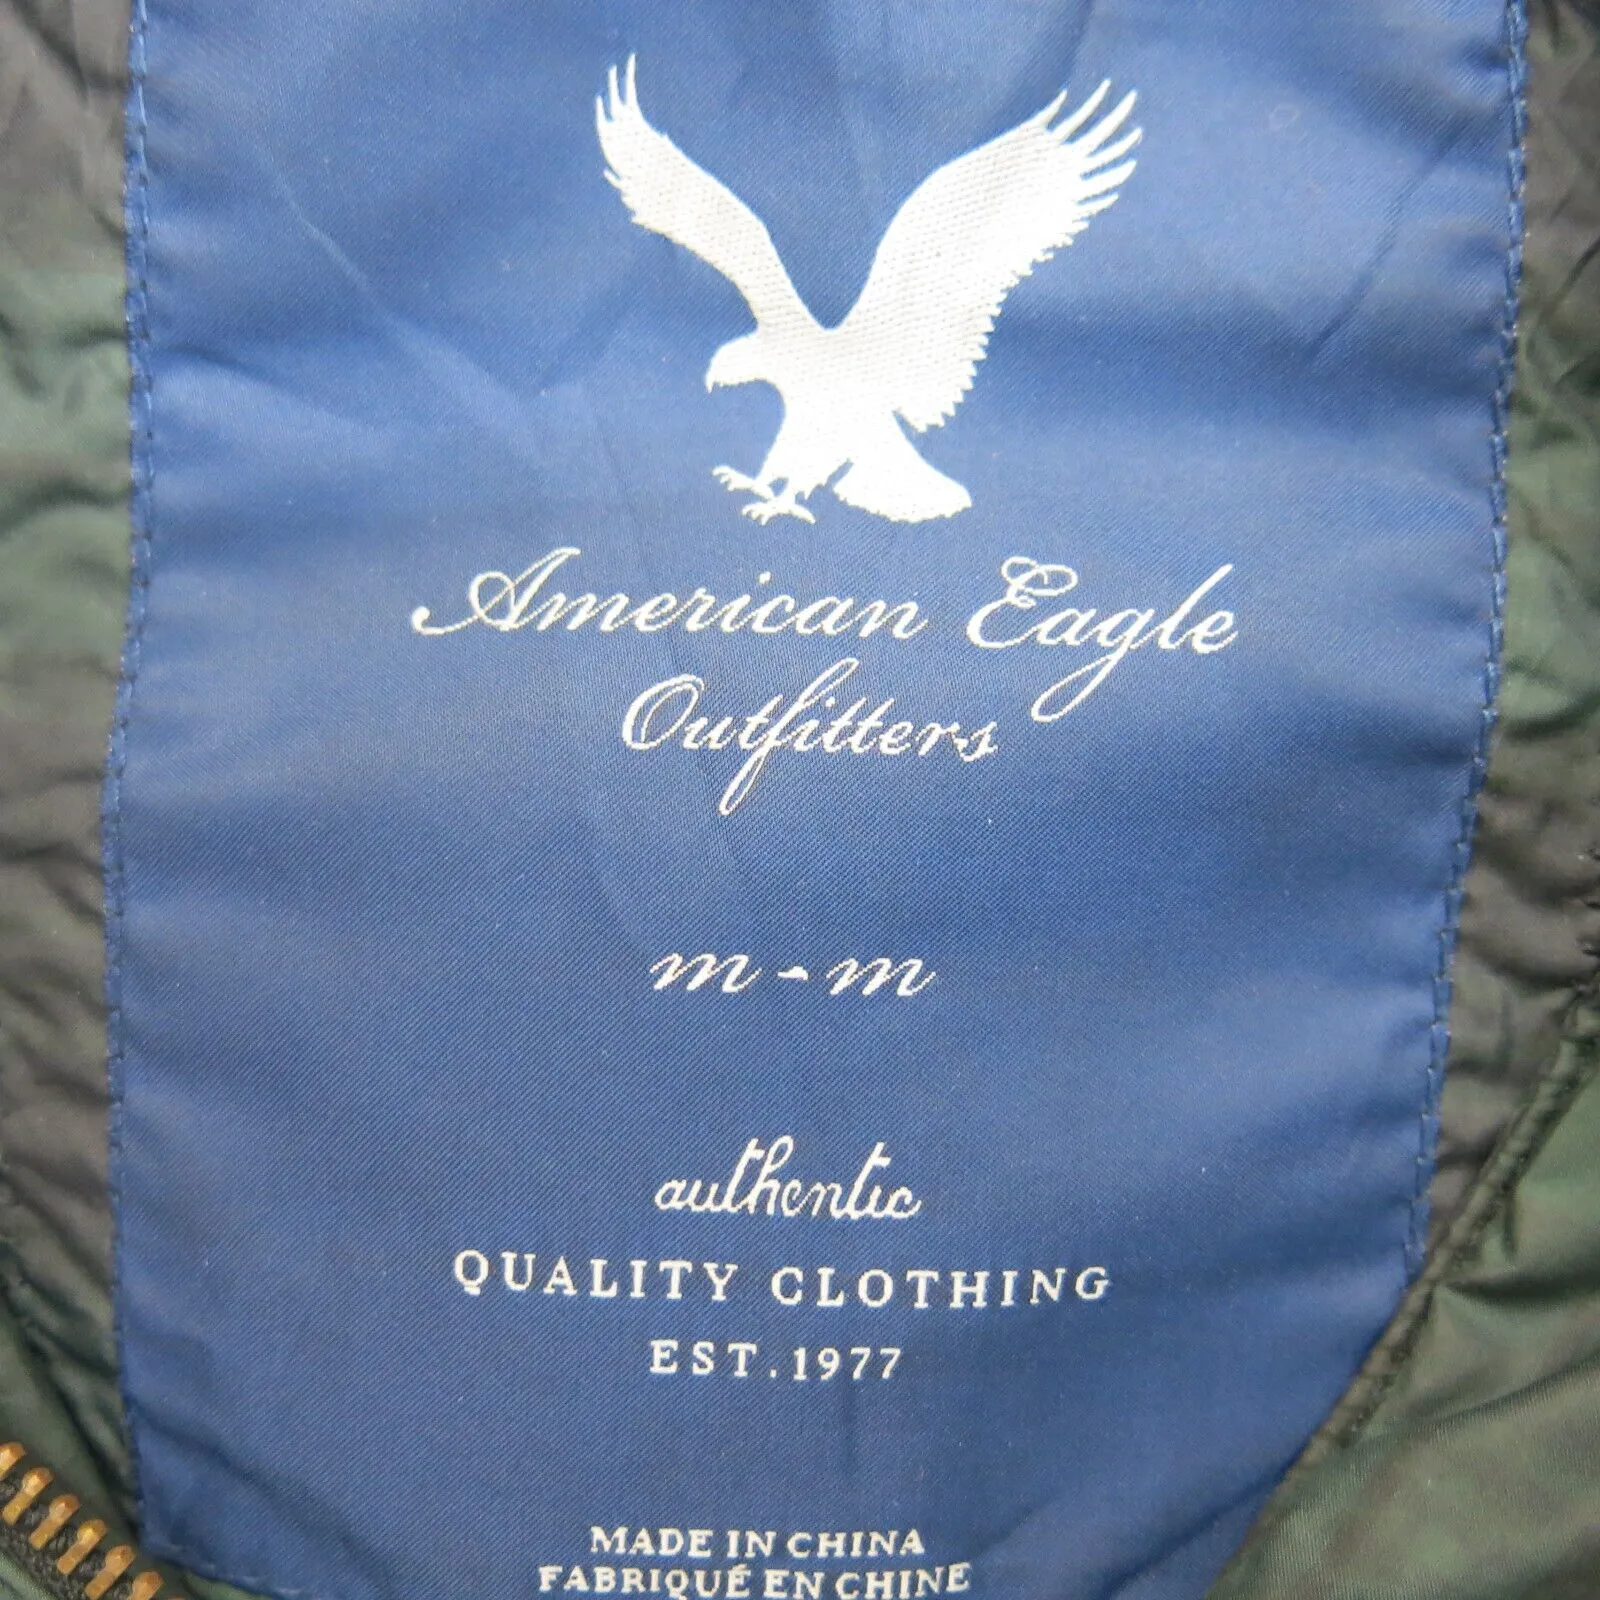 American Eagle
Outfitters
m - m
authentic
QUALITY CLOTHING
EST.1977
MADE IN CHINA
FABRIQUÉ EN CHINE